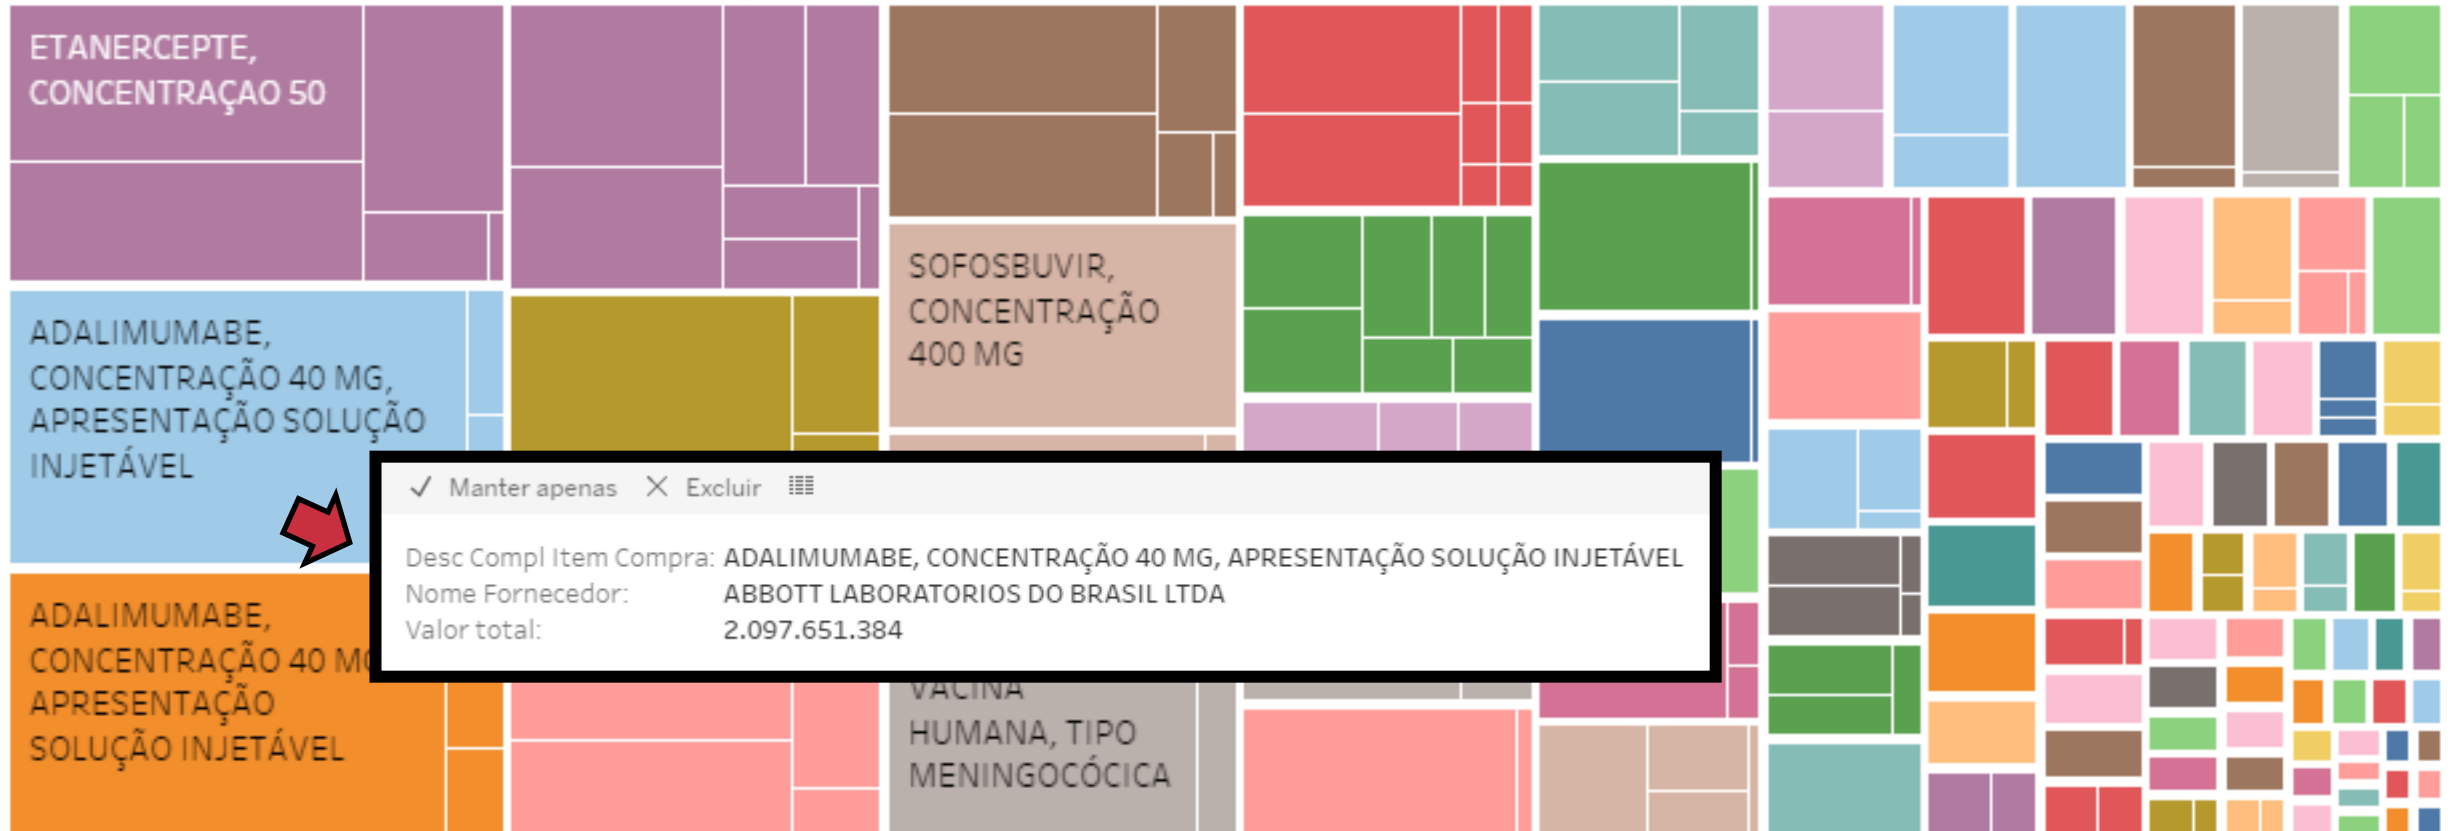 ETANERCEPTE,
CONCENTRAÇAO 50
ADALIMUMABE,
CONCENTRAÇÃO 40 MG,
APRESENTAÇÃO SOLUÇÃO
INJETÁVEL
ADALIMUMABE,
CONCENTRAÇÃO 40
APRESENTAÇÃO
SOLUÇÃO INJETÁVEL
SOFOSBUVIR,
CONCENTRAÇÃO
400 MG
Manter apenas Excluir
Desc Compl Item Compra: ADALIMUMABE, CONCENTRAÇÃO 40 MG, APRESENTAÇÃO SOLUÇÃO INJETÁVEL
Nome Fornecedor: ABBOTT LABORATORIOS DO BRASIL LTDA
Valor total: 2.097.651.384
VACINA
HUMANA, TIPO
MENINGOCÓCICA